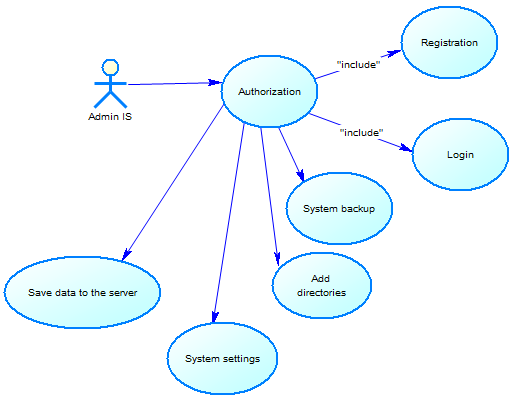 Registration
"include"
Authorization
Admin IS
"include"
Login
System backup
Add
directories
Save data to the server
System settings